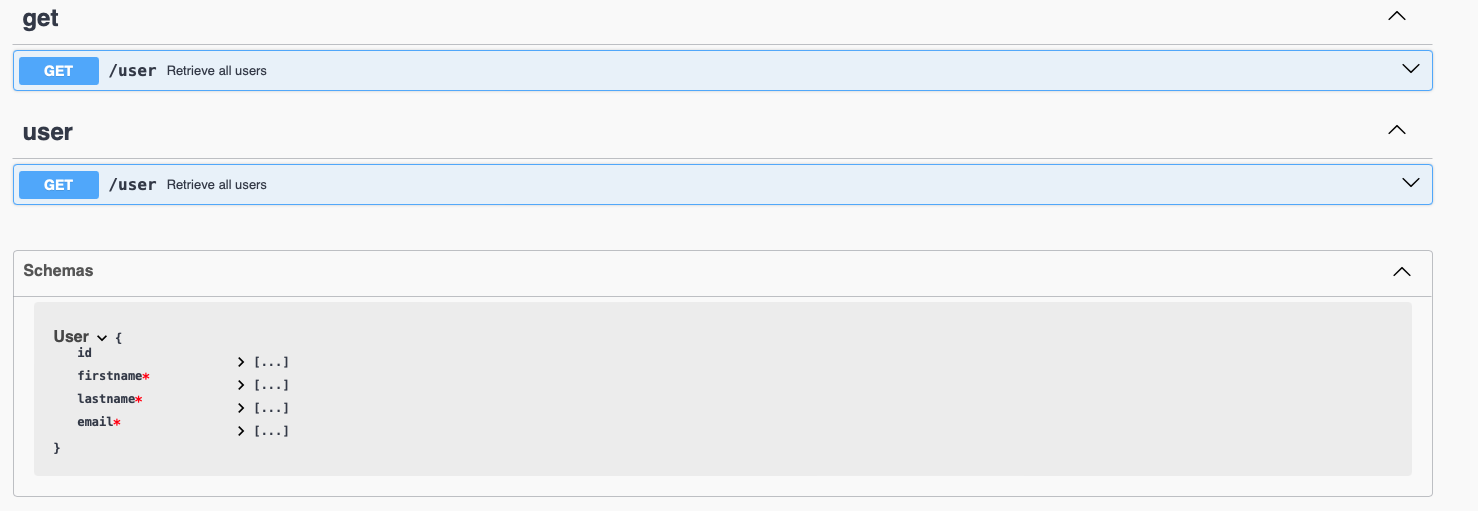 get
GET /user Retrieve all users
user
GET /user Retrieve all users
Schemas
User {
id [...]
firstname* [...]
lastname* [...]
email* [...]
}